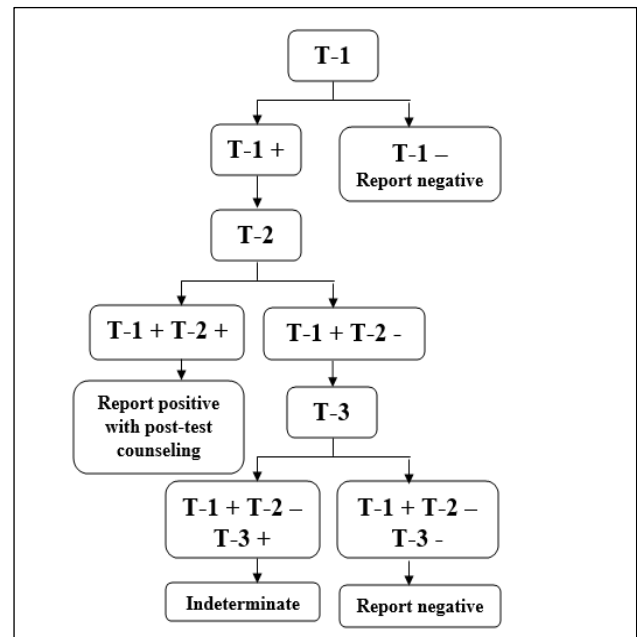 T-1
T-1 +
T-1 –
Report negative
T-2
T-1 + T-2 +
T-1 + T-2 -
Report positive
with post-test
counseling
T-3
T-1 + T-2 –
T-3 +
T-1 + T-2 –
T-3 -
Indeterminate
Report negative